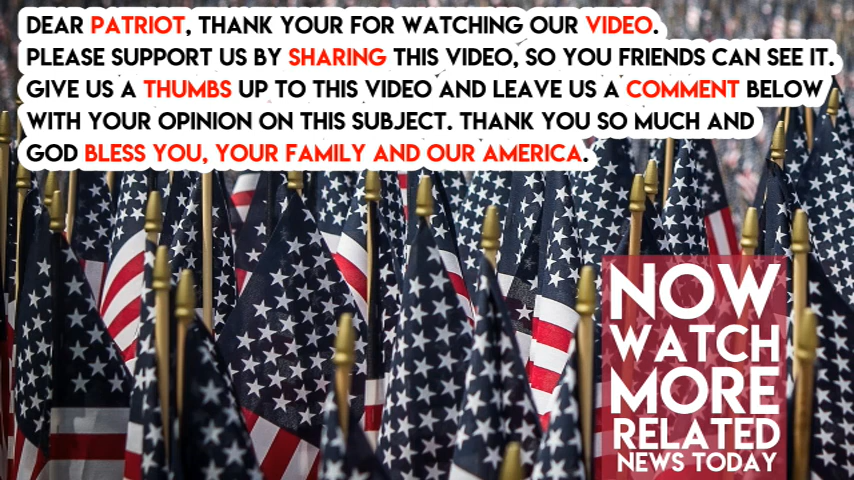 DEAR PATRIOT, THANK YOUR FOR WATCHING OUR VIDEO.
PLEASE SUPPORT US BY SHARING THIS VIDEO, SO YOU FRIENDS CAN SEE IT.
GIVE US A THUMBS UP TO THIS VIDEO AND LEAVE US A COMMENT BELOW
WITH YOUR OPINION ON THIS SUBJECT. THANK YOU SO MUCH AND
GOD BLESS YOU, YOUR FAMILY AND OUR AMERICA.
NOW
WATCH
MORE
RELATED
NEWS TODAY